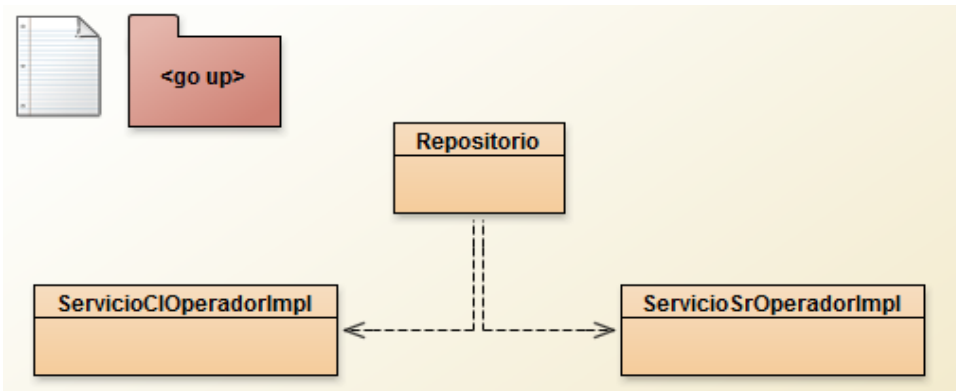 <go up>
Repositorio
ServicioClOperadorImpl
ServicioSrOperadorImpl